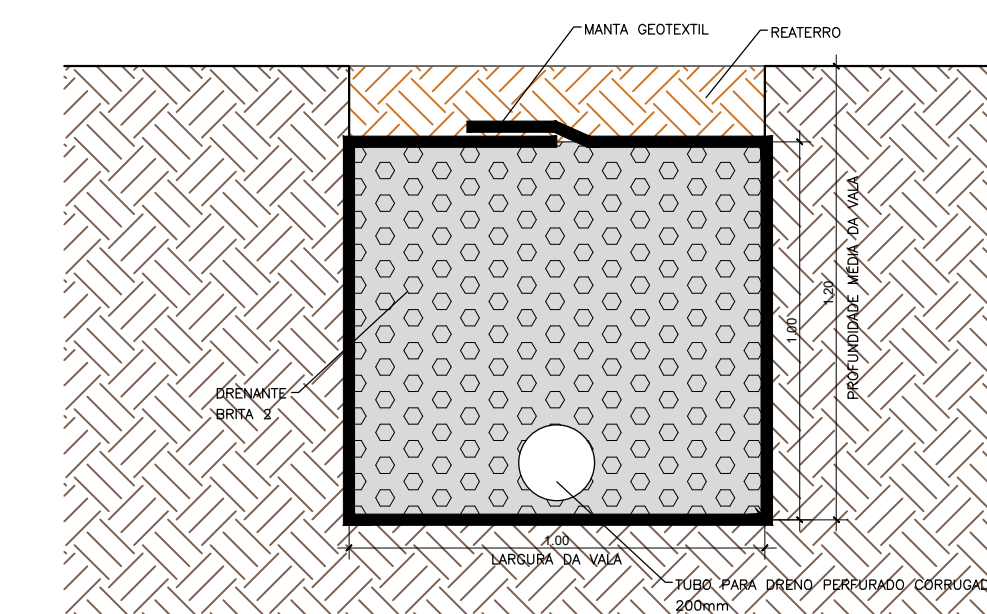 MANTA GEOTEXTIL
REATERRO
PROFUNDIDADE MÉDIA DA VALA
1,20
1,00
DRENANTE
BRITA 2
1,00
LARGURA DA VALA
TUBO PARA DRENO PERFURADO CORRUGAD
200mm